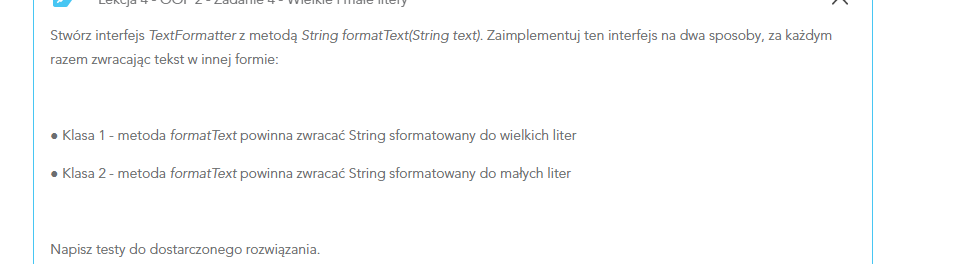 Lekcja 4 - OOP 2 - Zadanie 4 - Wielkie i małe litery
Stwórz interfejs TextFormatter z metodą String formatText(String text). Zaimplementuj ten interfejs na dwa sposoby, za każdym
razem zwracając tekst w innej formie:
● Klasa 1 - metoda formatText powinna zwracać String sformatowany do wielkich liter
● Klasa 2 - metoda formatText powinna zwracać String sformatowany do małych liter
Napisz testy do dostarczonego rozwiązania.